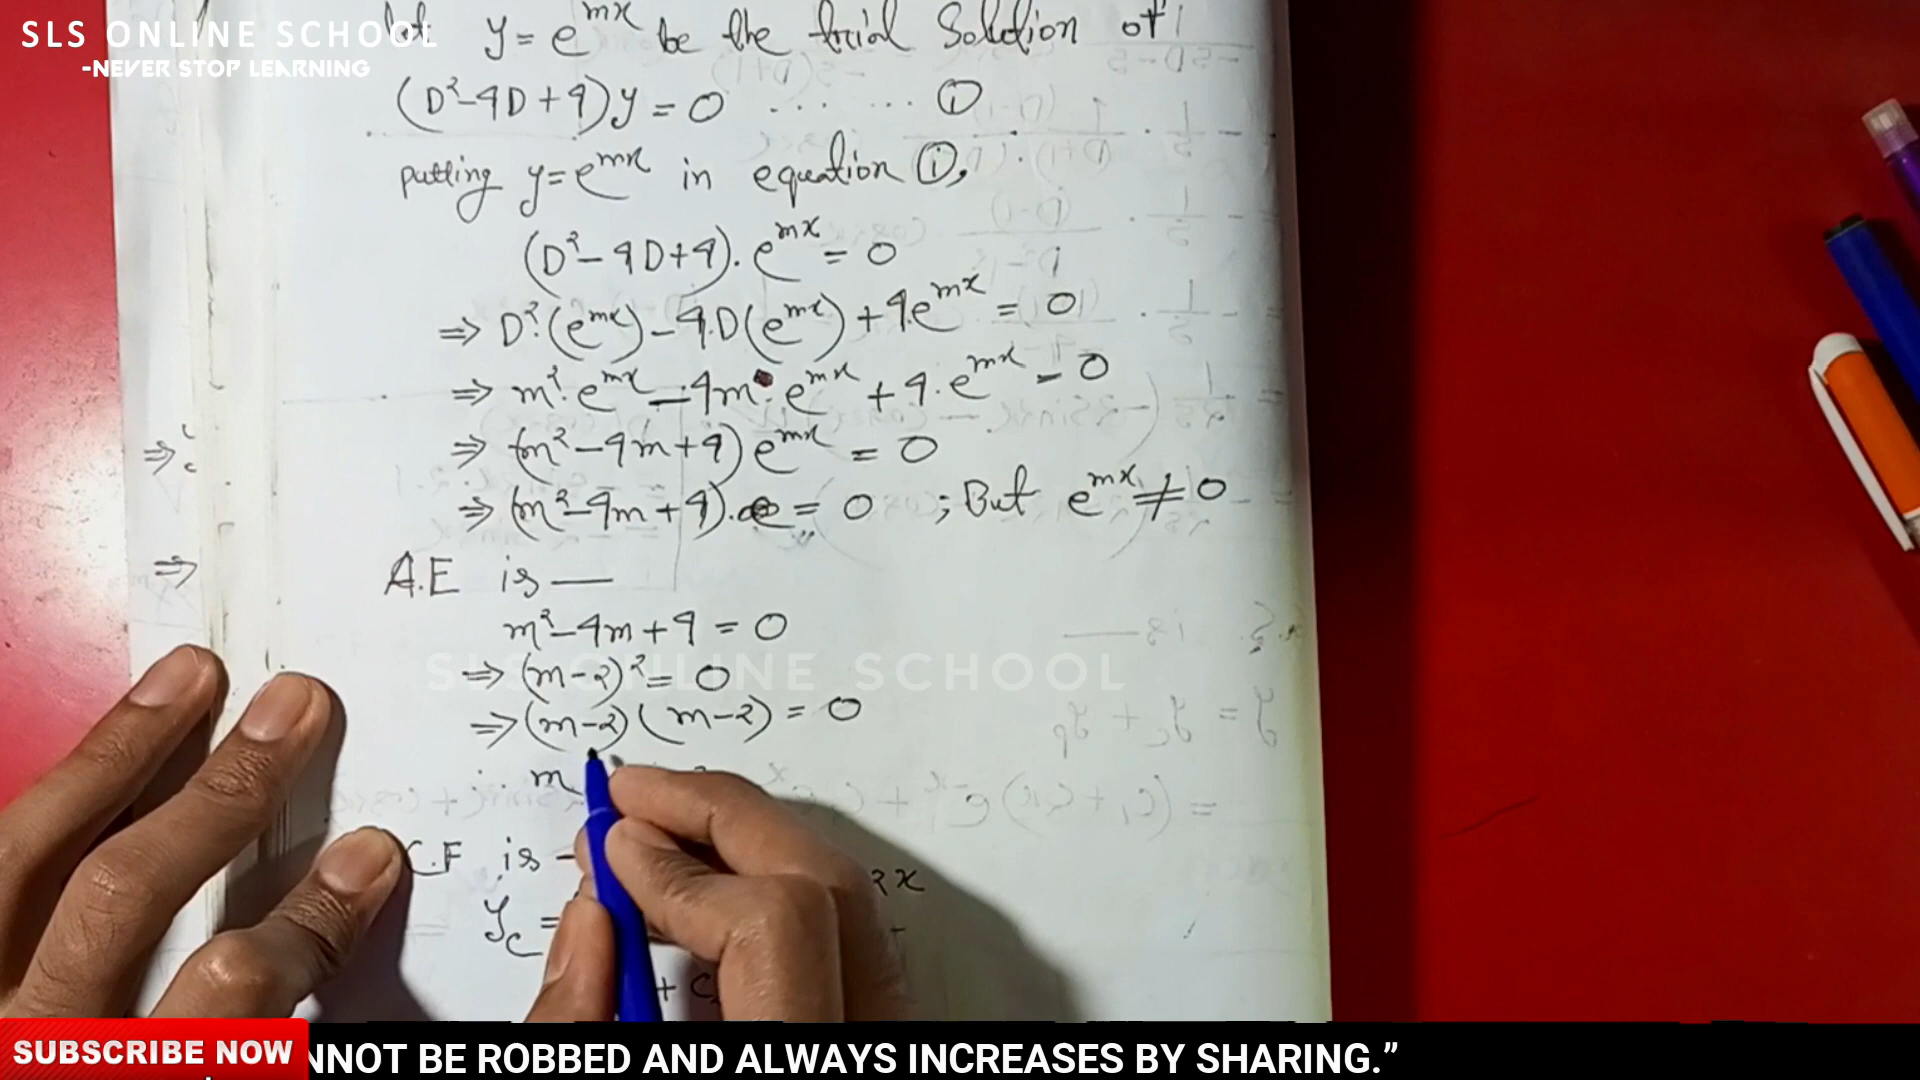 SLS ONLINE SCHOOL
-NEVER STOP LEARNING
let y = e^mx be the trial Solution of
(D²-4D+4)y = 0 ... ... ①
putting y=e^mx in equation ①,
(D²-4D+4).e^mx = 0
⇒ D².(e^mx)-4.D(e^mx)+4.e^mx = 0
⇒ m².e^mx-4m.e^mx+4.e^mx = 0
⇒ (m²-4m+4)e^mx = 0
⇒ (m²-4m+4) = 0 ; But e^mx ≠ 0
A.E is —
m²-4m+4 = 0
⇒ (m-2)² = 0
SLS ONLINE SCHOOL
⇒ (m-2)(m-2) = 0
m
C.F is -
2x
y_c =
+ C
SUBSCRIBE NOW
NNOT BE ROBBED AND ALWAYS INCREASES BY SHARING.”